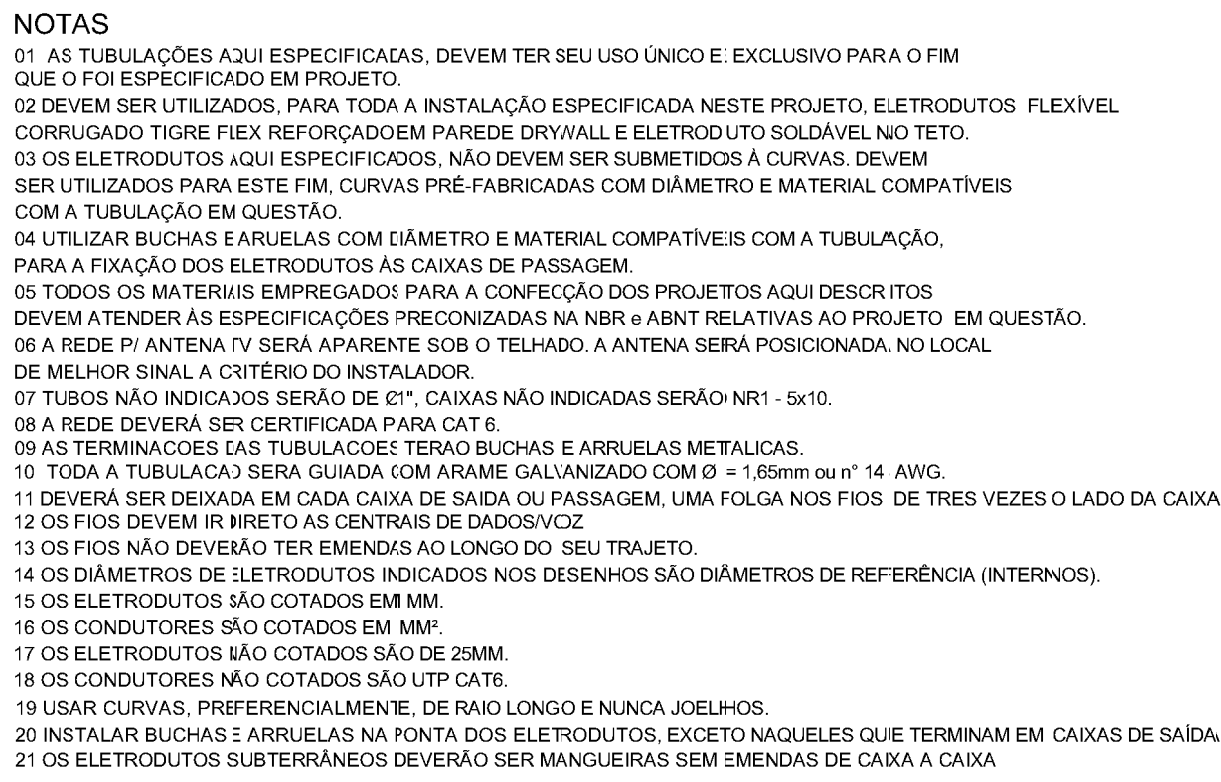 NOTAS
01 AS TUBULAÇÕES AQUI ESPECIFICADAS, DEVEM TER SEU USO ÚNICO E EXCLUSIVO PARA O FIM
QUE O FOI ESPECIFICADO EM PROJETO.
02 DEVEM SER UTILIZADOS, PARA TODA A INSTALAÇÃO ESPECIFICADA NESTE PROJETO, ELETRODUTOS FLEXÍVEL
CORRUGADO TIGRE FLEX REFORÇADO EM PAREDE DRYWALL E ELETRODUTO SOLDÁVEL NO TETO.
03 OS ELETRODUTOS AQUI ESPECIFICADOS, NÃO DEVEM SER SUBMETIDOS À CURVAS. DEVEM
SER UTILIZADOS PARA ESTE FIM, CURVAS PRÉ-FABRICADAS COM DIÂMETRO E MATERIAL COMPATÍVEIS
COM A TUBULAÇÃO EM QUESTÃO.
04 UTILIZAR BUCHAS E ARUELAS COM DIÃMETRO E MATERIAL COMPATÍVEIS COM A TUBULAÇÃO,
PARA A FIXAÇÃO DOS ELETRODUTOS ÀS CAIXAS DE PASSAGEM.
05 TODOS OS MATERIAIS EMPREGADOS PARA A CONFECÇÃO DOS PROJETOS AQUI DESCRITOS
DEVEM ATENDER ÀS ESPECIFICAÇÕES PRECONIZADAS NA NBR e ABNT RELATIVAS AO PROJETO EM QUESTÃO.
06 A REDE P/ ANTENA TV SERÁ APARENTE SOB O TELHADO. A ANTENA SERÁ POSICIONADA NO LOCAL
DE MELHOR SINAL A CRITÉRIO DO INSTALADOR.
07 TUBOS NÃO INDICADOS SERÃO DE Ø1", CAIXAS NÃO INDICADAS SERÃO NR1 - 5x10.
08 A REDE DEVERÁ SER CERTIFICADA PARA CAT 6.
09 AS TERMINACOES DAS TUBULACOES TERAO BUCHAS E ARRUELAS METALICAS.
10 TODA A TUBULACAO SERA GUIADA COM ARAME GALVANIZADO COM Ø = 1,65mm ou n° 14 AWG.
11 DEVERÁ SER DEIXADA EM CADA CAIXA DE SAIDA OU PASSAGEM, UMA FOLGA NOS FIOS DE TRES VEZES O LADO DA CAIXA
12 OS FIOS DEVEM IR DIRETO AS CENTRAIS DE DADOS/VOZ
13 OS FIOS NÃO DEVERÃO TER EMENDAS AO LONGO DO SEU TRAJETO.
14 OS DIÂMETROS DE ELETRODUTOS INDICADOS NOS DESENHOS SÃO DIÂMETROS DE REFERÊNCIA (INTERNOS).
15 OS ELETRODUTOS SÃO COTADOS EM MM.
16 OS CONDUTORES SÃO COTADOS EM MM².
17 OS ELETRODUTOS NÃO COTADOS SÃO DE 25MM.
18 OS CONDUTORES NÃO COTADOS SÃO UTP CAT6.
19 USAR CURVAS, PREFERENCIALMENTE, DE RAIO LONGO E NUNCA JOELHOS.
20 INSTALAR BUCHAS E ARRUELAS NA PONTA DOS ELETRODUTOS, EXCETO NAQUELES QUE TERMINAM EM CAIXAS DE SAÍDA
21 OS ELETRODUTOS SUBTERRÂNEOS DEVERÃO SER MANGUEIRAS SEM EMENDAS DE CAIXA A CAIXA